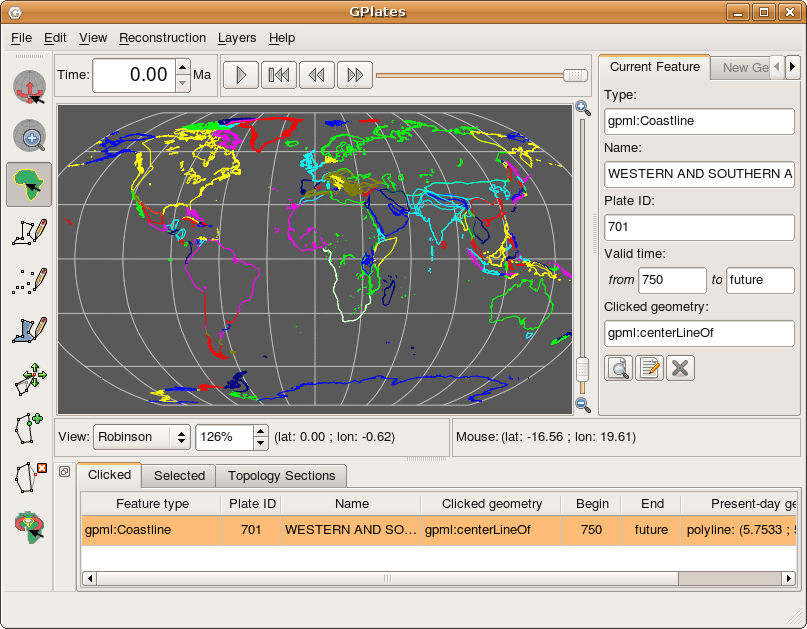 GPlates
File Edit View Reconstruction Layers Help
Time: 0.00 Ma
Current Feature New Ge
Type:
gpml:Coastline
Name:
WESTERN AND SOUTHERN A
Plate ID:
701
Valid time:
from 750 to future
Clicked geometry:
gpml:centerLineOf
View: Robinson 126% (lat: 0.00 ; lon: -0.62) Mouse: (lat: -16.56 ; lon: 19.61)
Clicked Selected Topology Sections
Feature type Plate ID Name Clicked geometry Begin End Present-day ge
gpml:Coastline 701 WESTERN AND SO... gpml:centerLineOf 750 future polyline: (5.7533 ;